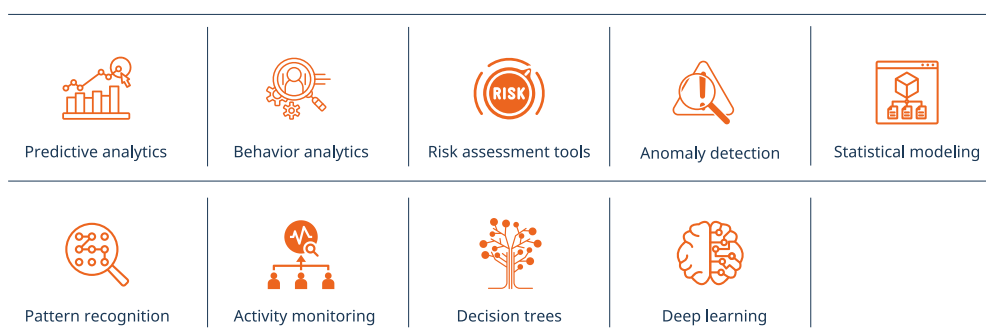 RISK
Predictive analytics
Behavior analytics
Risk assessment tools
Anomaly detection
Statistical modeling
Pattern recognition
Activity monitoring
Decision trees
Deep learning